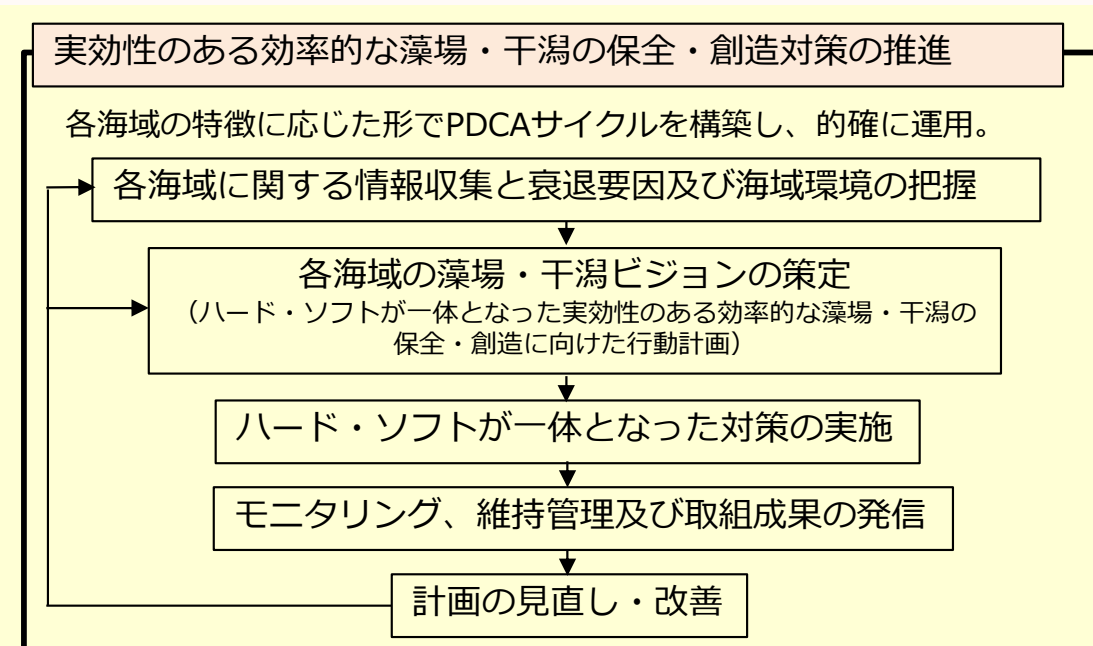 実効性のある効率的な藻場・干潟の保全・創造対策の推進
各海域の特徴に応じた形でPDCAサイクルを構築し、的確に運用。
各海域に関する情報収集と衰退要因及び海域環境の把握
各海域の藻場・干潟ビジョンの策定
（ハード・ソフトが一体となった実効性のある効率的な藻場・干潟の
保全・創造に向けた行動計画）
ハード・ソフトが一体となった対策の実施
モニタリング、維持管理及び取組成果の発信
計画の見直し・改善